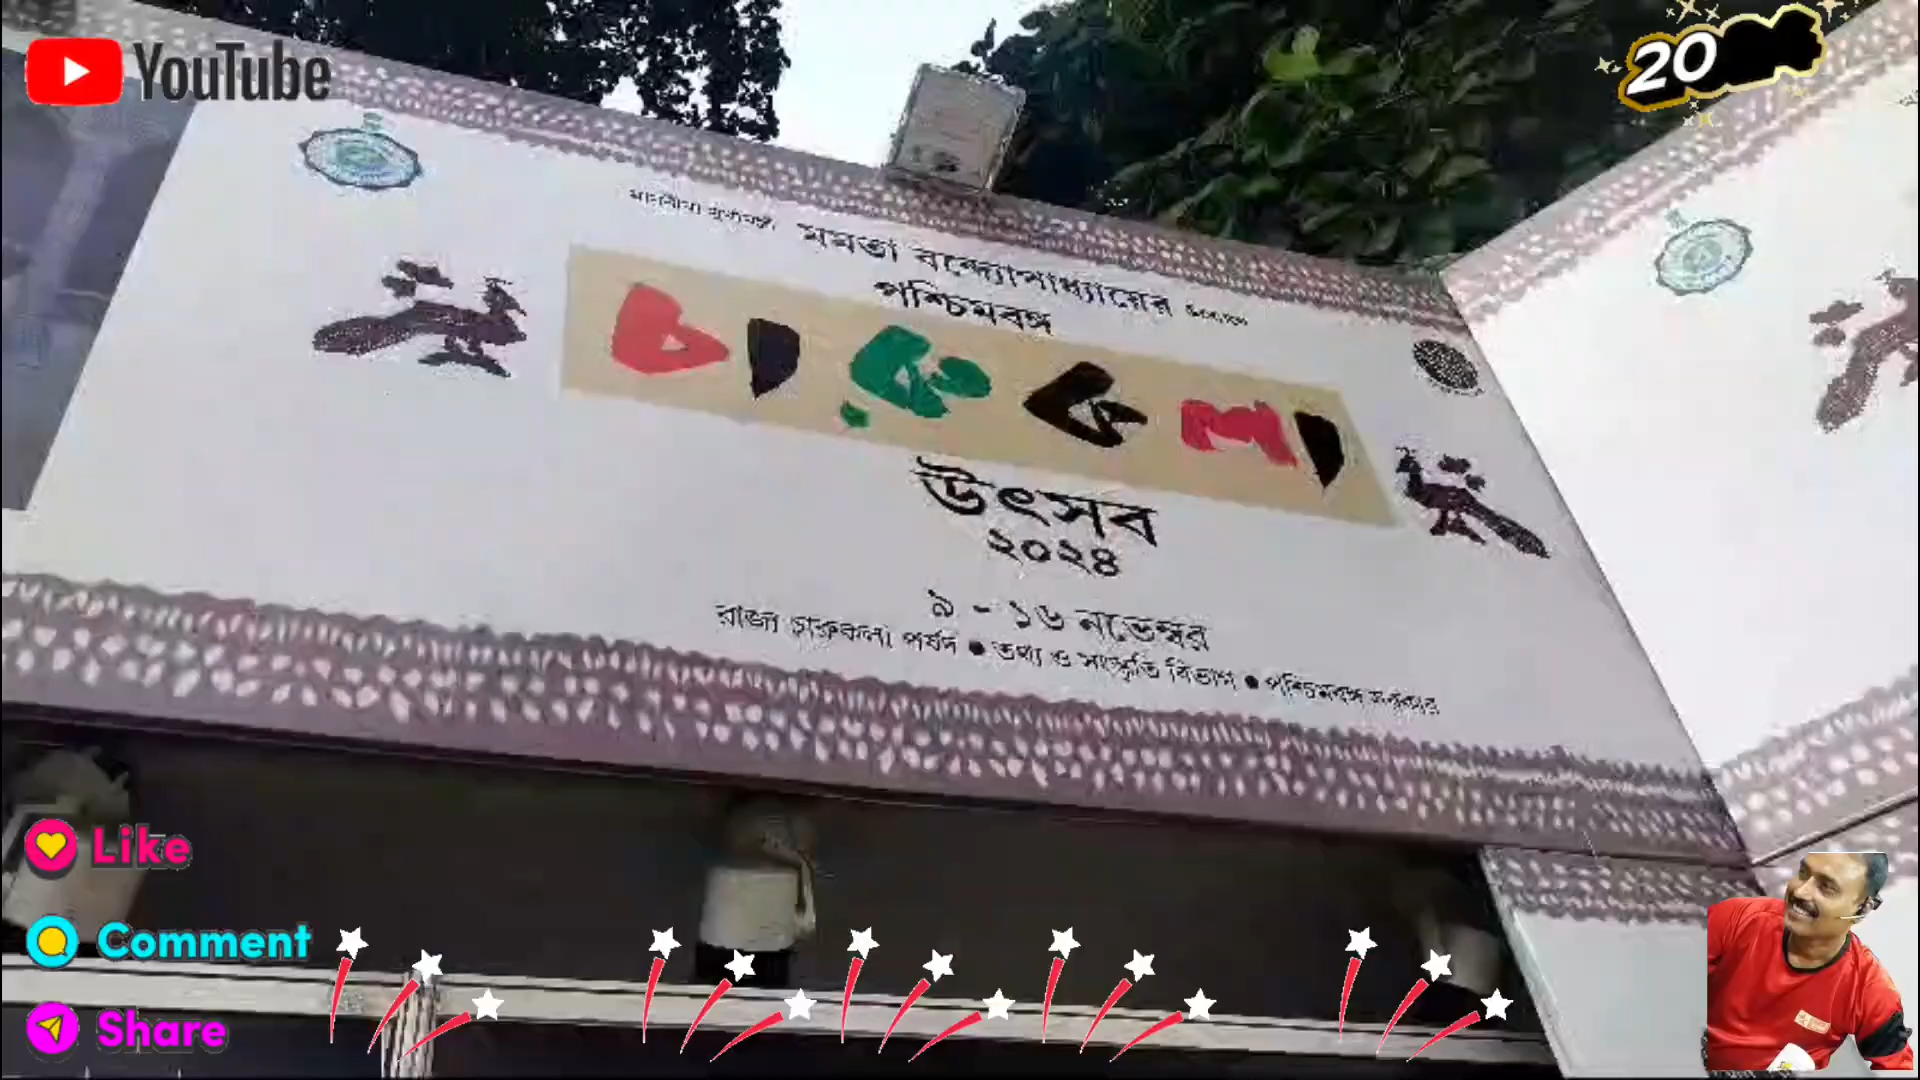 YouTube
20
মাননীয়া মুখ্যমন্ত্রী মমতা বন্দ্যোপাধ্যায়ের
পশ্চিমবঙ্গ
চারুকলা
উৎসব
২০২৪
৯ - ১৬ নভেম্বর
রাজ্য চারুকলা পর্ষদ ● তথ্য ও সংস্কৃতি বিভাগ ● পশ্চিমবঙ্গ সরকার
Like
Comment
Share